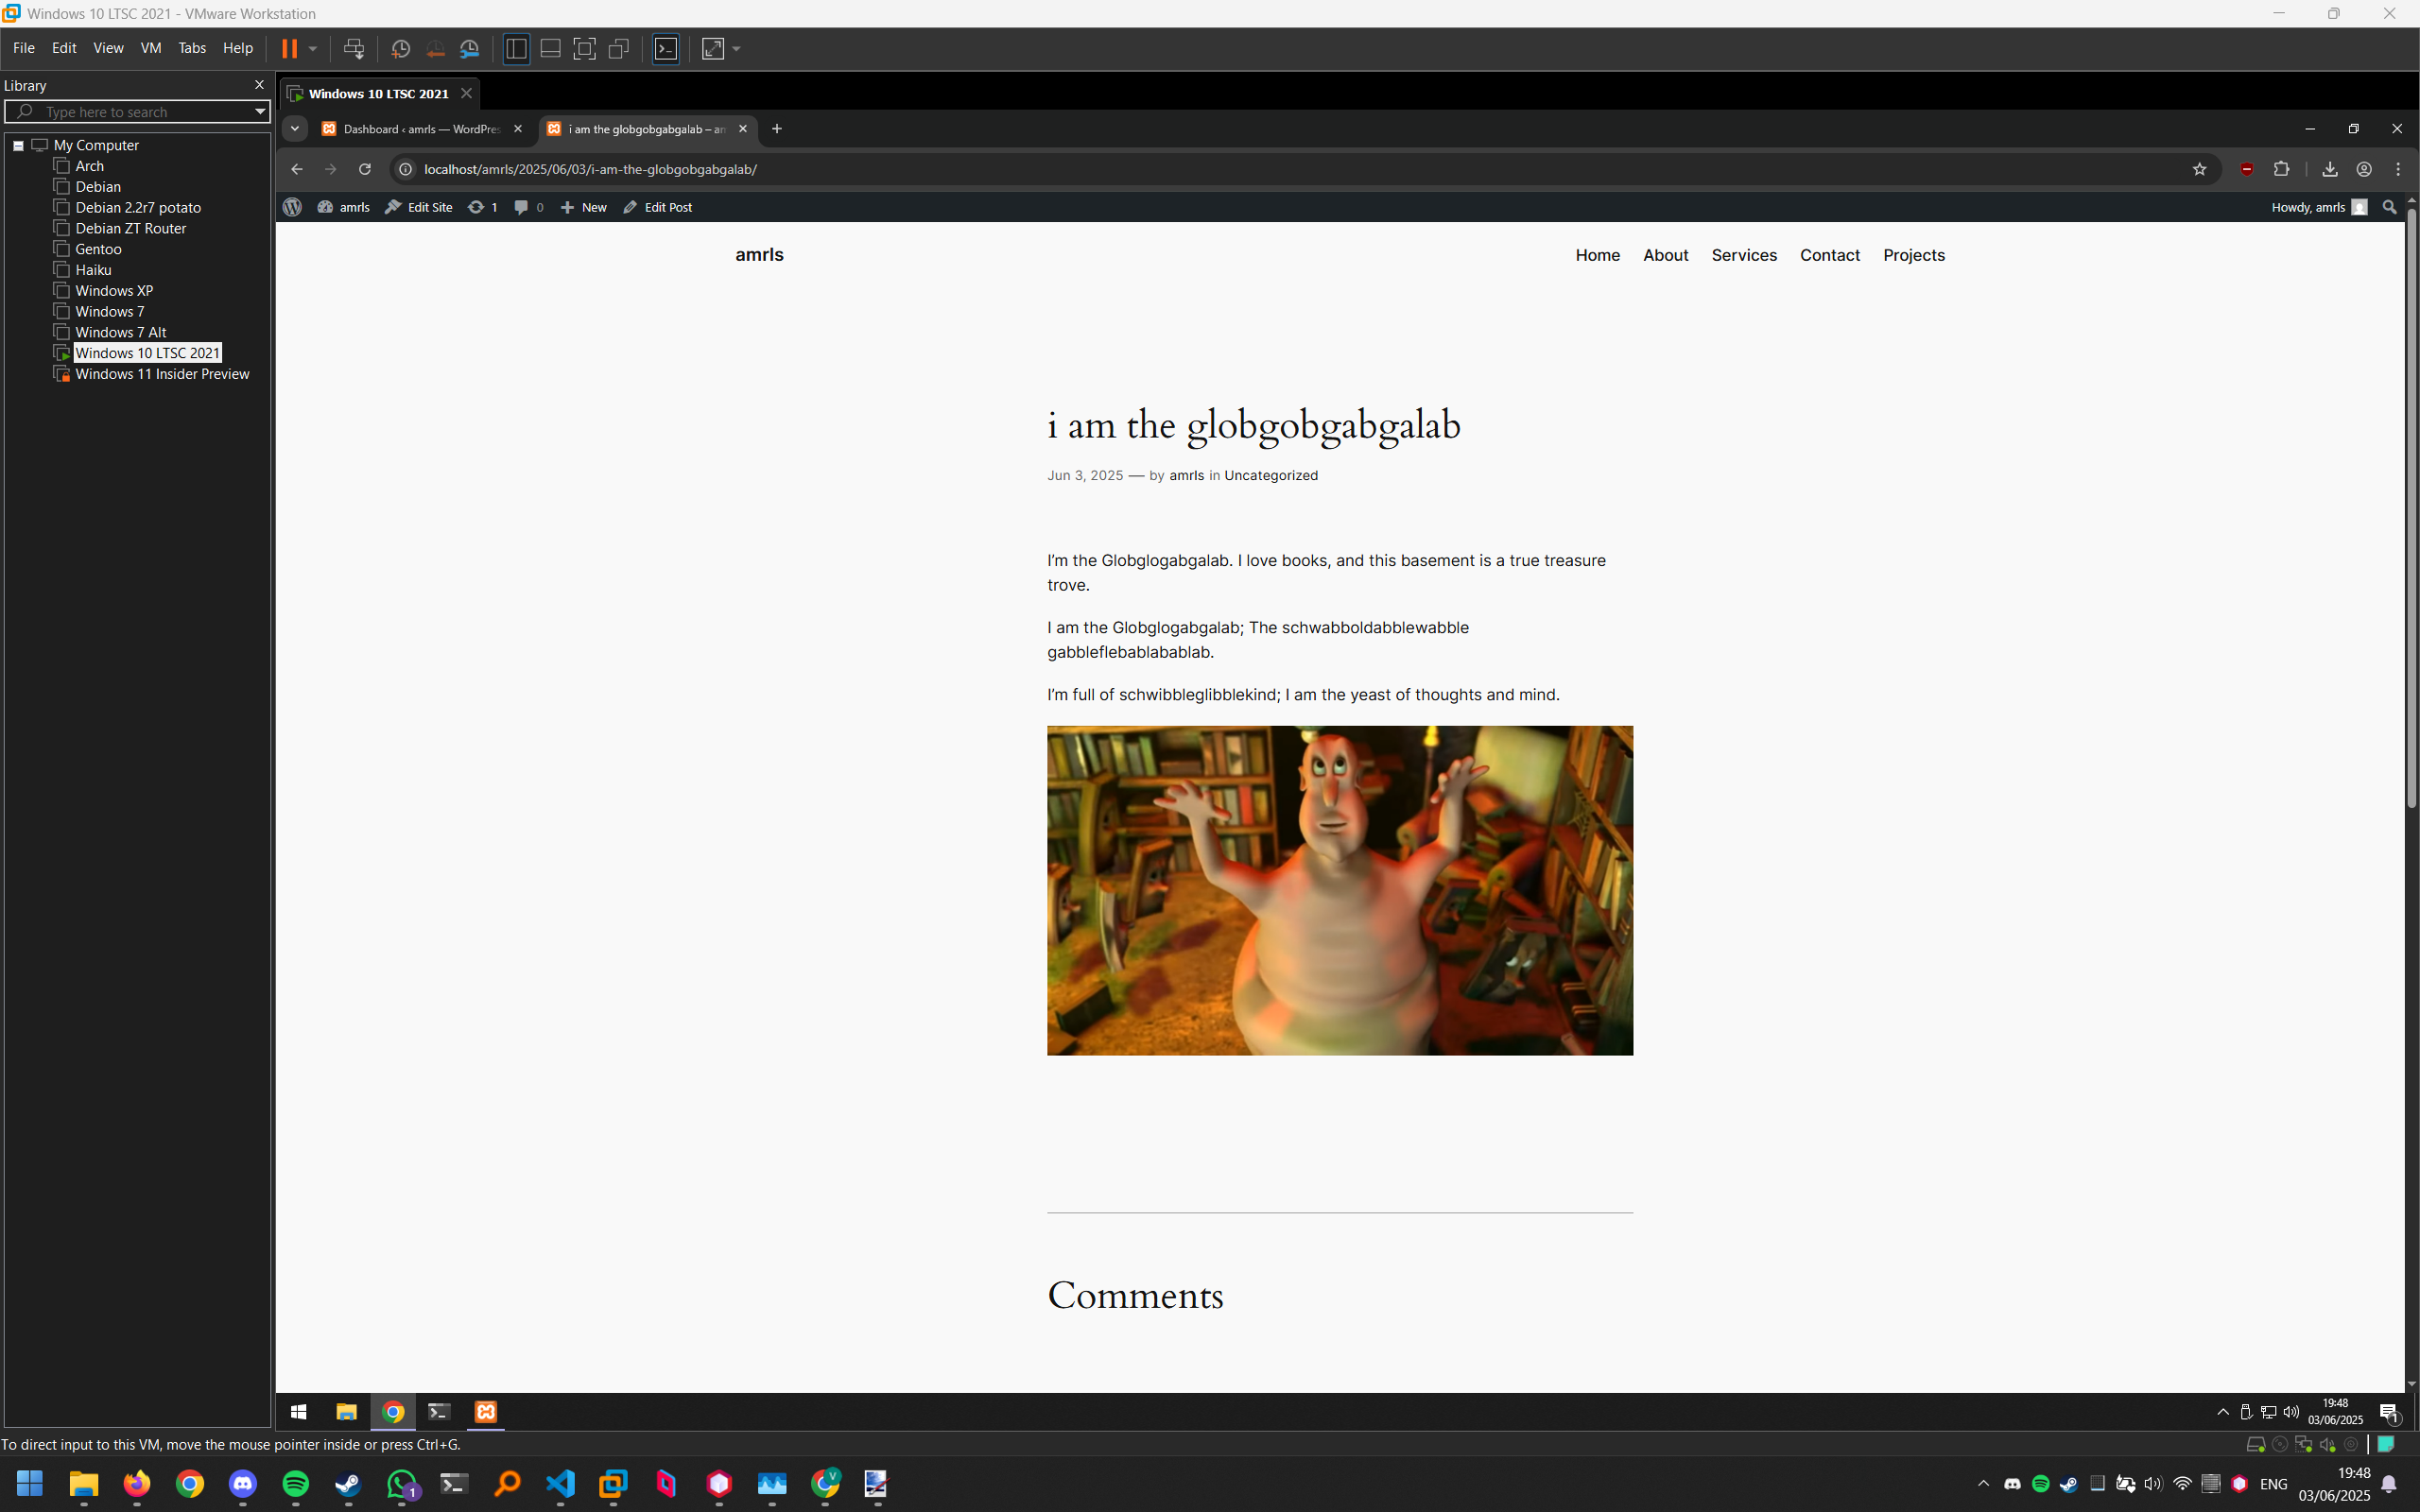 Windows 10 LTSC 2021 - VMware Workstation
File Edit View VM Tabs Help
Library
Type here to search
My Computer
Arch
Debian
Debian 2.2r7 potato
Debian ZT Router
Gentoo
Haiku
Windows XP
Windows 7
Windows 7 Alt
Windows 10 LTSC 2021
Windows 11 Insider Preview
Windows 10 LTSC 2021
Dashboard ‹ amrls — WordPres
i am the globgobgabgalab – am
localhost/amrls/2025/06/03/i-am-the-globgobgabgalab/
amrls Edit Site 1 0 New Edit Post
Howdy, amrls
amrls
Home About Services Contact Projects
i am the globgobgabgalab
Jun 3, 2025 — by amrls in Uncategorized
I’m the Globglogabgalab. I love books, and this basement is a true treasure
trove.
I am the Globglogabgalab; The schwabboldabblewabble
gabbleflebablabablab.
I’m full of schwibbleglibblekind; I am the yeast of thoughts and mind.
Comments
19:48
03/06/2025
1
To direct input to this VM, move the mouse pointer inside or press Ctrl+G.
1
V
ENG
19:48
03/06/2025